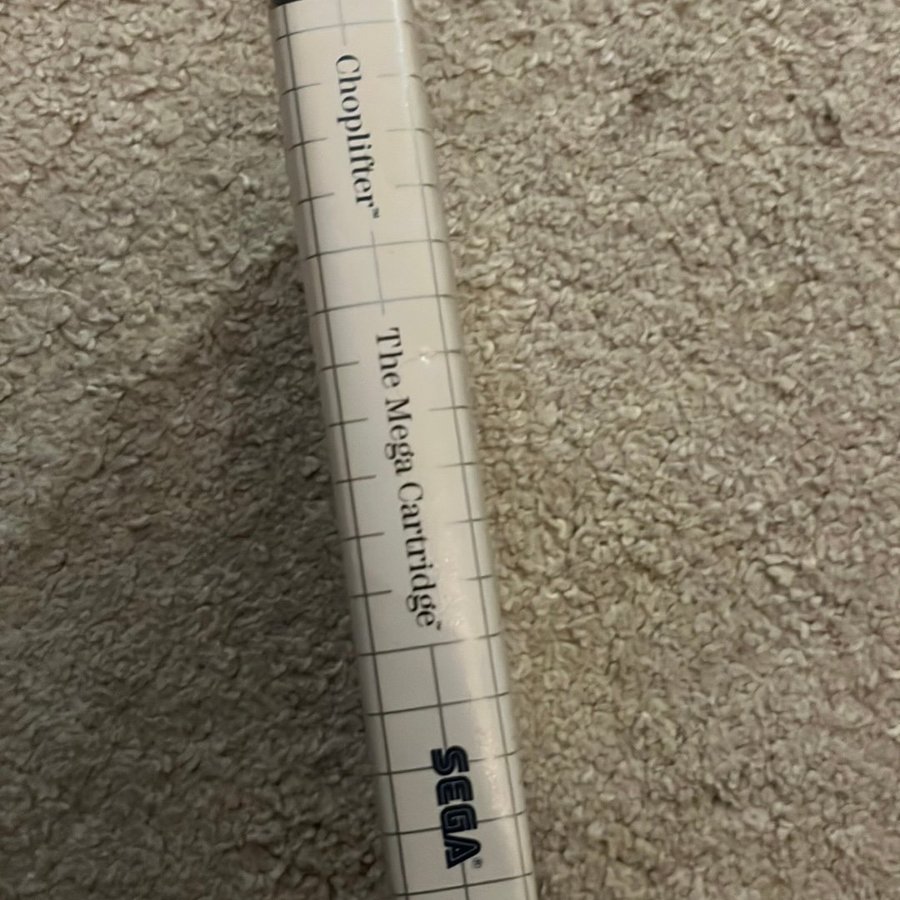 Choplifter™
The Mega Cartridge™
SEGA®